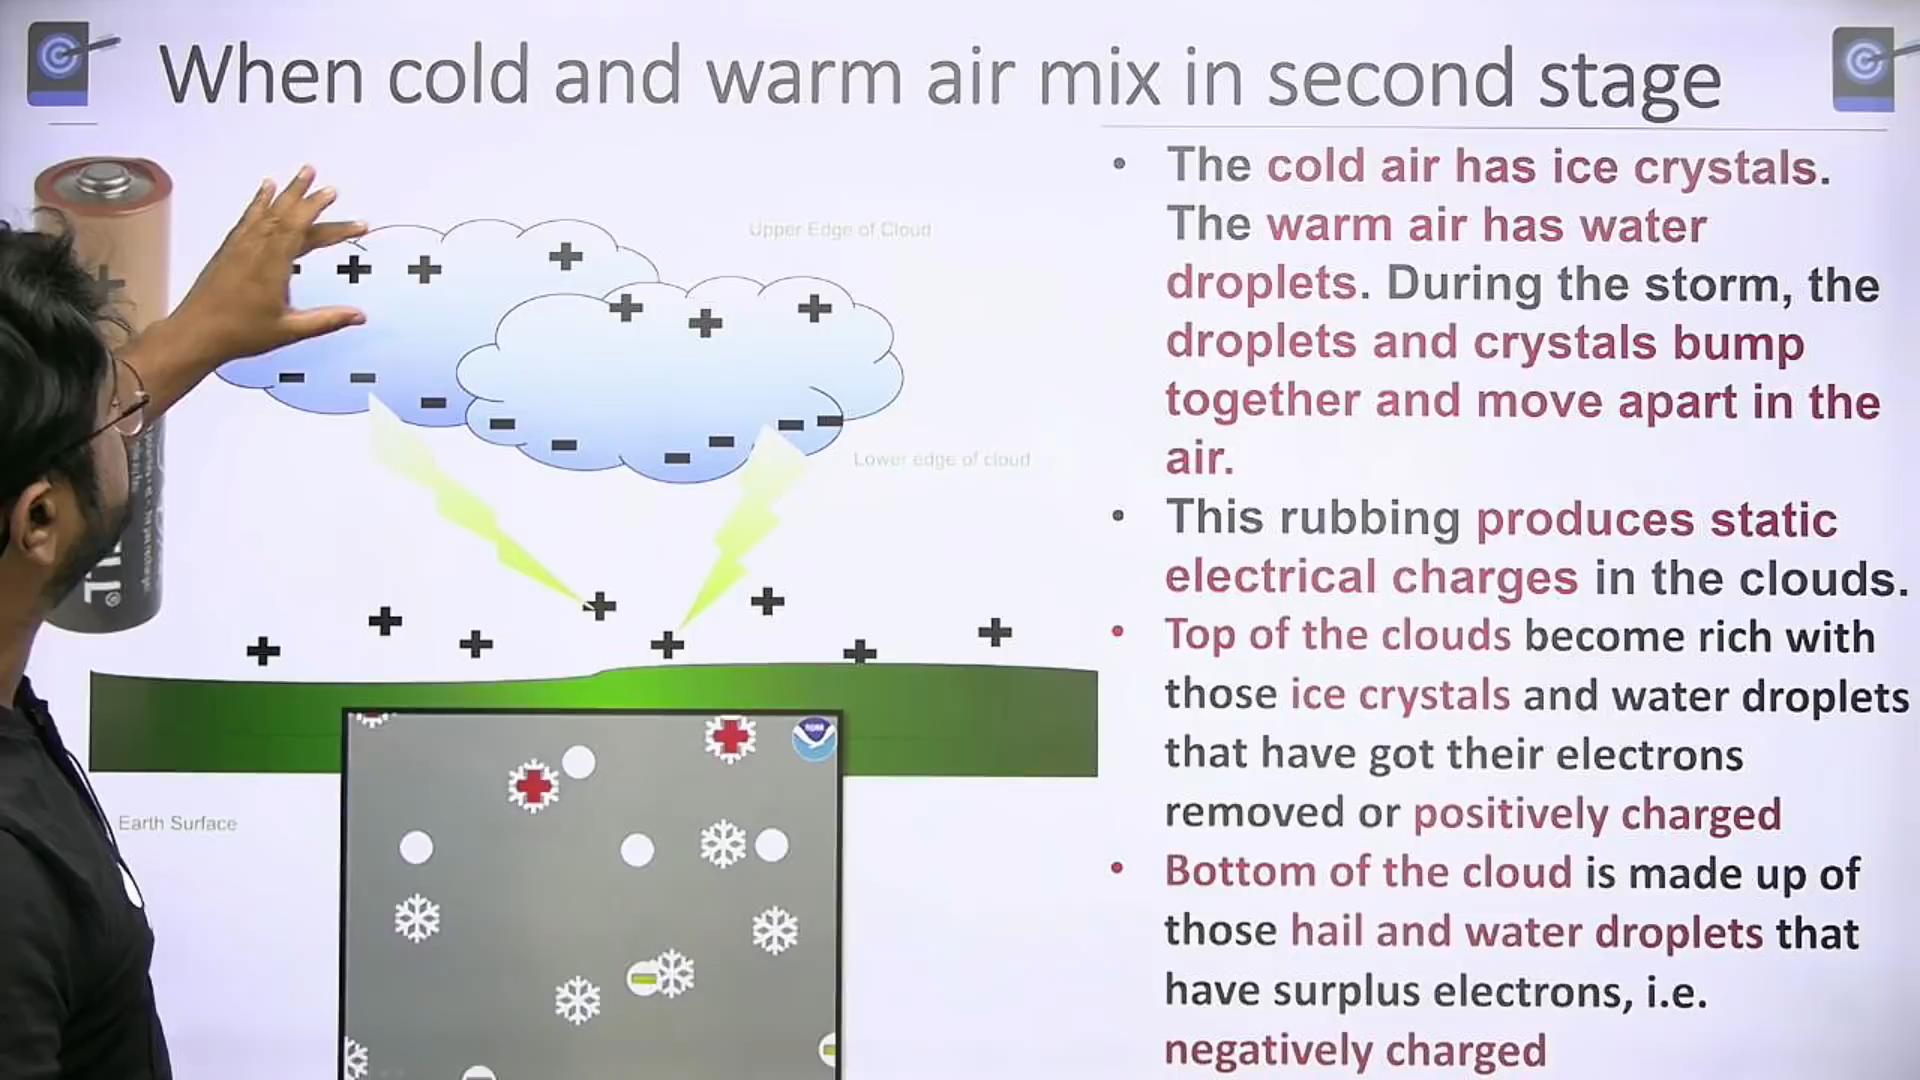 When cold and warm air mix in second stage
Upper Edge of Cloud
Lower edge of cloud
Earth Surface
• The cold air has ice crystals.
The warm air has water
droplets. During the storm, the
droplets and crystals bump
together and move apart in the
air.
• This rubbing produces static
electrical charges in the clouds.
• Top of the clouds become rich with
those ice crystals and water droplets
that have got their electrons
removed or positively charged
• Bottom of the cloud is made up of
those hail and water droplets that
have surplus electrons, i.e.
negatively charged